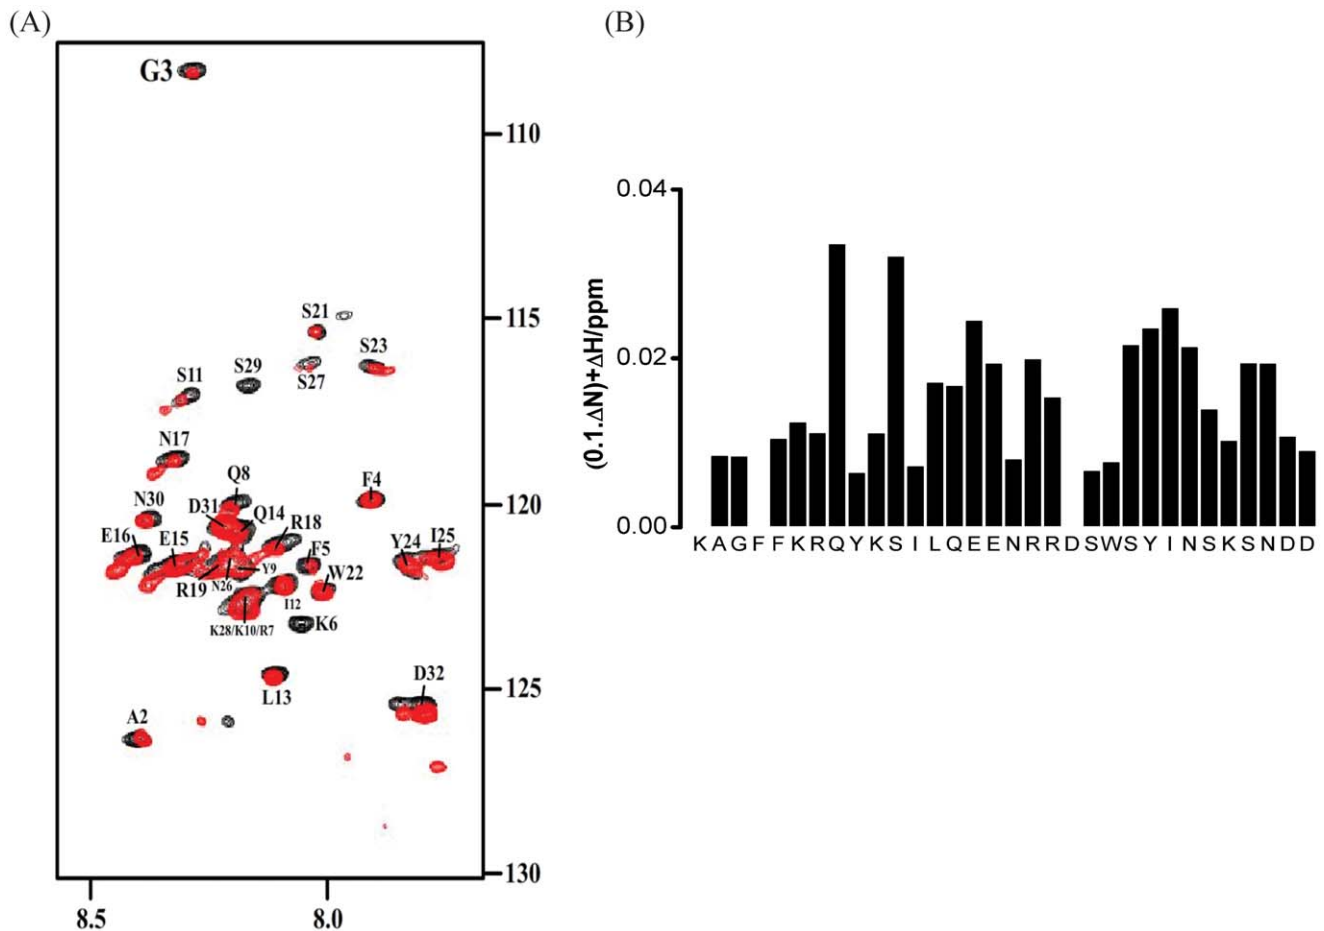 (A)
(B)
G3
110
0.04
S21
115
S23
S29
S11
S27
(0.1.ΔN)+ΔH/ppm
0.02
N17
Q8
F4
N30
D31
Q14
120
R18
E16
E15
F5
Y24
I25
R19
N26
Y9
W22
I12
K28/K10/R7
K6
0.00
K A G F F K R Q Y K S I L Q E E N R R D S W S Y I N S K S N D D
L13
D32
125
A2
130
8.5
8.0